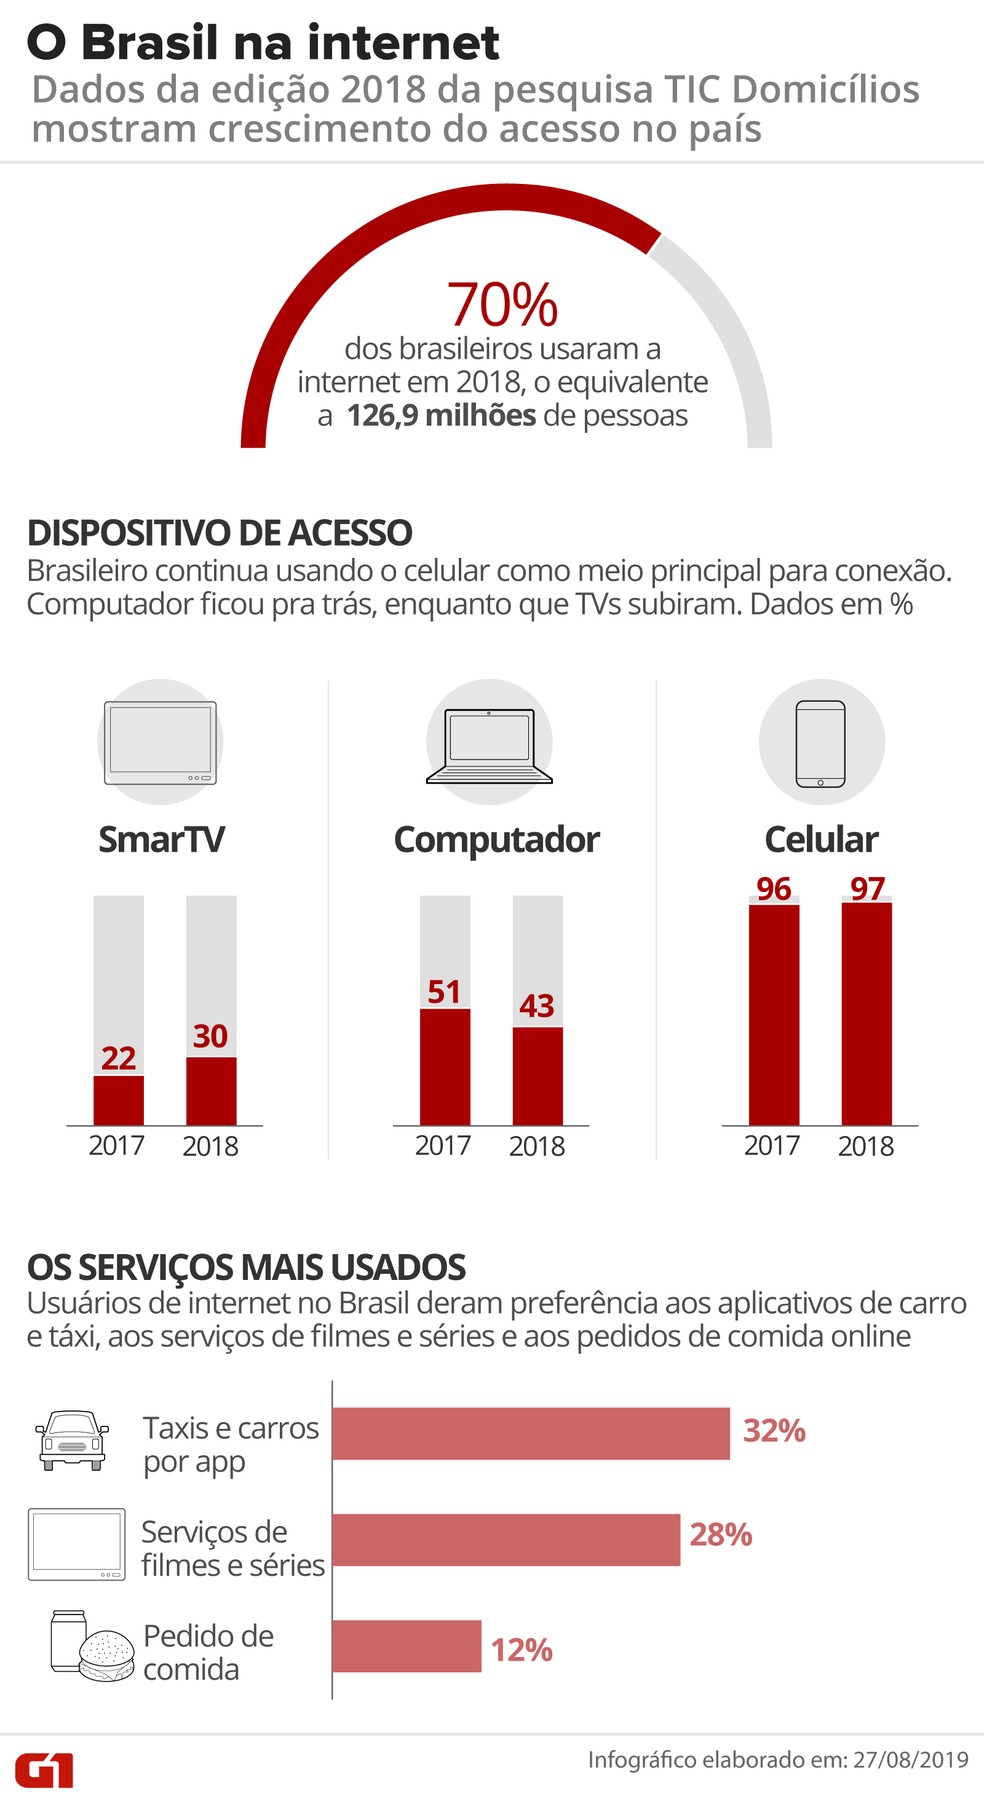 O Brasil na internet
Dados da edição 2018 da pesquisa TIC Domicílios
mostram crescimento do acesso no país
70%
dos brasileiros usaram a
internet em 2018, o equivalente
a 126,9 milhões de pessoas
DISPOSITIVO DE ACESSO
Brasileiro continua usando o celular como meio principal para conexão.
Computador ficou pra trás, enquanto que TVs subiram. Dados em %
SmarTV
22
30
2017
2018
Computador
51
43
2017
2018
Celular
96
97
2017
2018
OS SERVIÇOS MAIS USADOS
Usuários de internet no Brasil deram preferência aos aplicativos de carro
e táxi, aos serviços de filmes e séries e aos pedidos de comida online
Taxis e carros
por app
32%
Serviços de
filmes e séries
28%
Pedido de
comida
12%
G1
Infográfico elaborado em: 27/08/2019